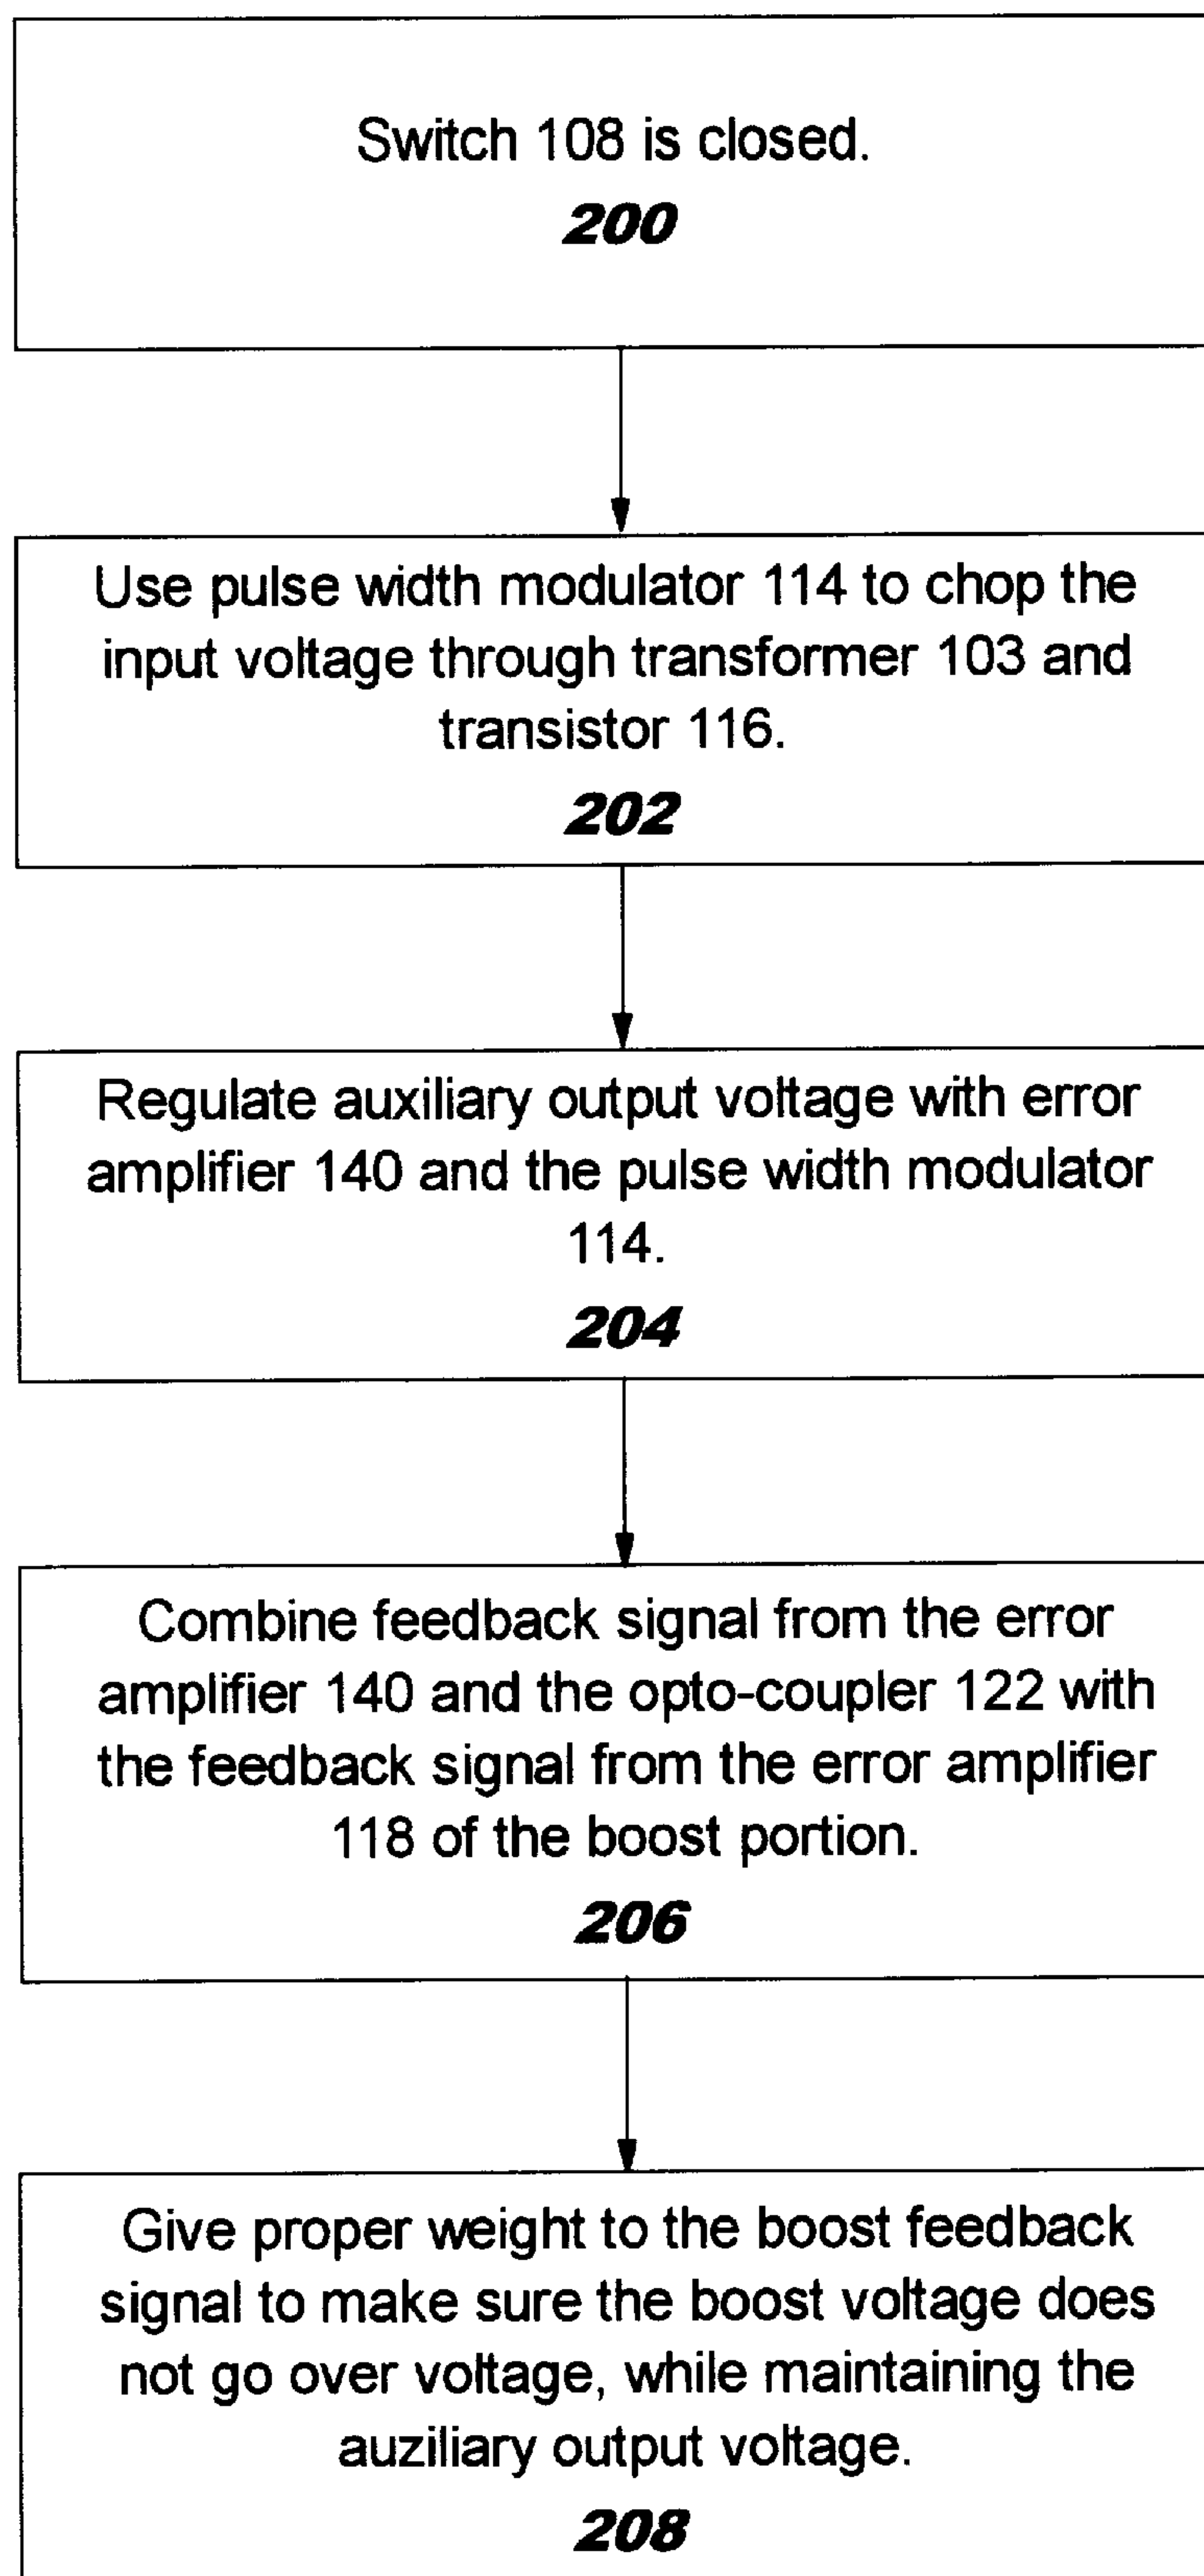 Switch 108 is closed.
200
Use pulse width modulator 114 to chop the
input voltage through transformer 103 and
transistor 116.
202
Regulate auxiliary output voltage with error
amplifier 140 and the pulse width modulator
114.
204
Combine feedback signal from the error
amplifier 140 and the opto-coupler 122 with
the feedback signal from the error amplifier
118 of the boost portion.
206
Give proper weight to the boost feedback
signal to make sure the boost voltage does
not go over voltage, while maintaining the
auziliary output voltage.
208